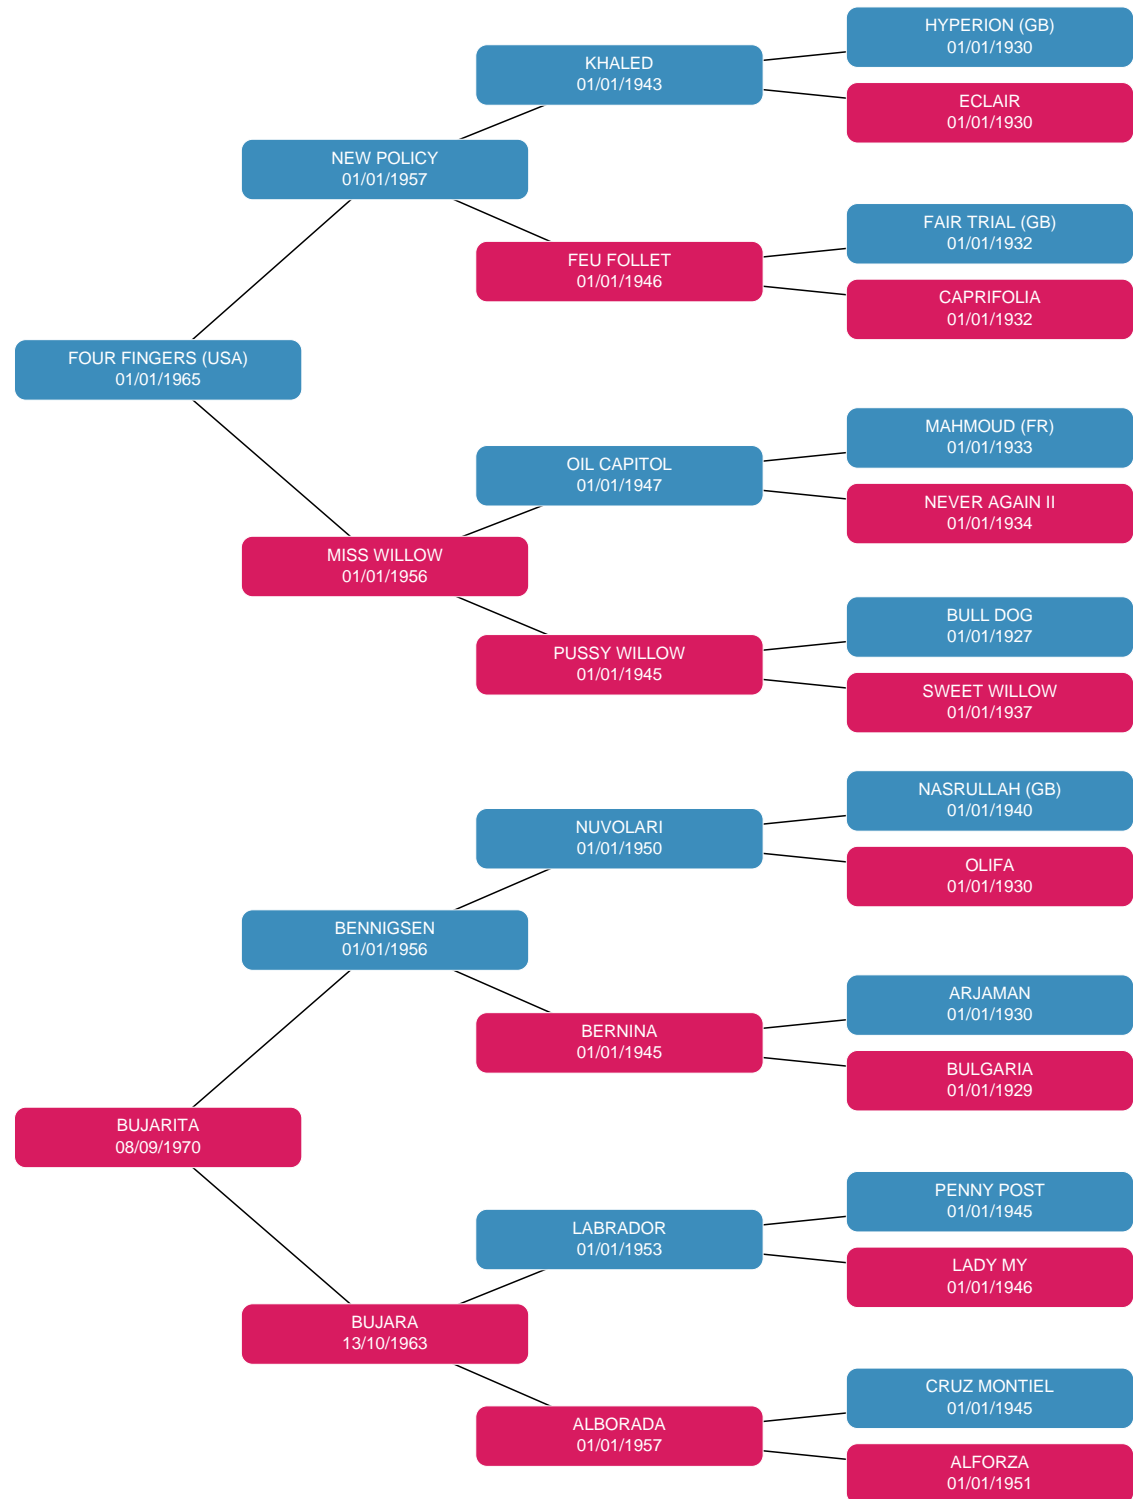 HYPERION (GB)
01/01/1930
KHALED
01/01/1943
ECLAIR
01/01/1930
NEW POLICY
01/01/1957
FAIR TRIAL (GB)
01/01/1932
FEU FOLLET
01/01/1946
CAPRIFOLIA
01/01/1932
FOUR FINGERS (USA)
01/01/1965
MAHMOUD (FR)
01/01/1933
OIL CAPITOL
01/01/1947
NEVER AGAIN II
01/01/1934
MISS WILLOW
01/01/1956
BULL DOG
01/01/1927
PUSSY WILLOW
01/01/1945
SWEET WILLOW
01/01/1937
NASRULLAH (GB)
01/01/1940
NUVOLARI
01/01/1950
OLIFA
01/01/1930
BENNIGSEN
01/01/1956
ARJAMAN
01/01/1930
BERNINA
01/01/1945
BULGARIA
01/01/1929
BUJARITA
08/09/1970
PENNY POST
01/01/1945
LABRADOR
01/01/1953
LADY MY
01/01/1946
BUJARA
13/10/1963
CRUZ MONTIEL
01/01/1945
ALBORADA
01/01/1957
ALFORZA
01/01/1951